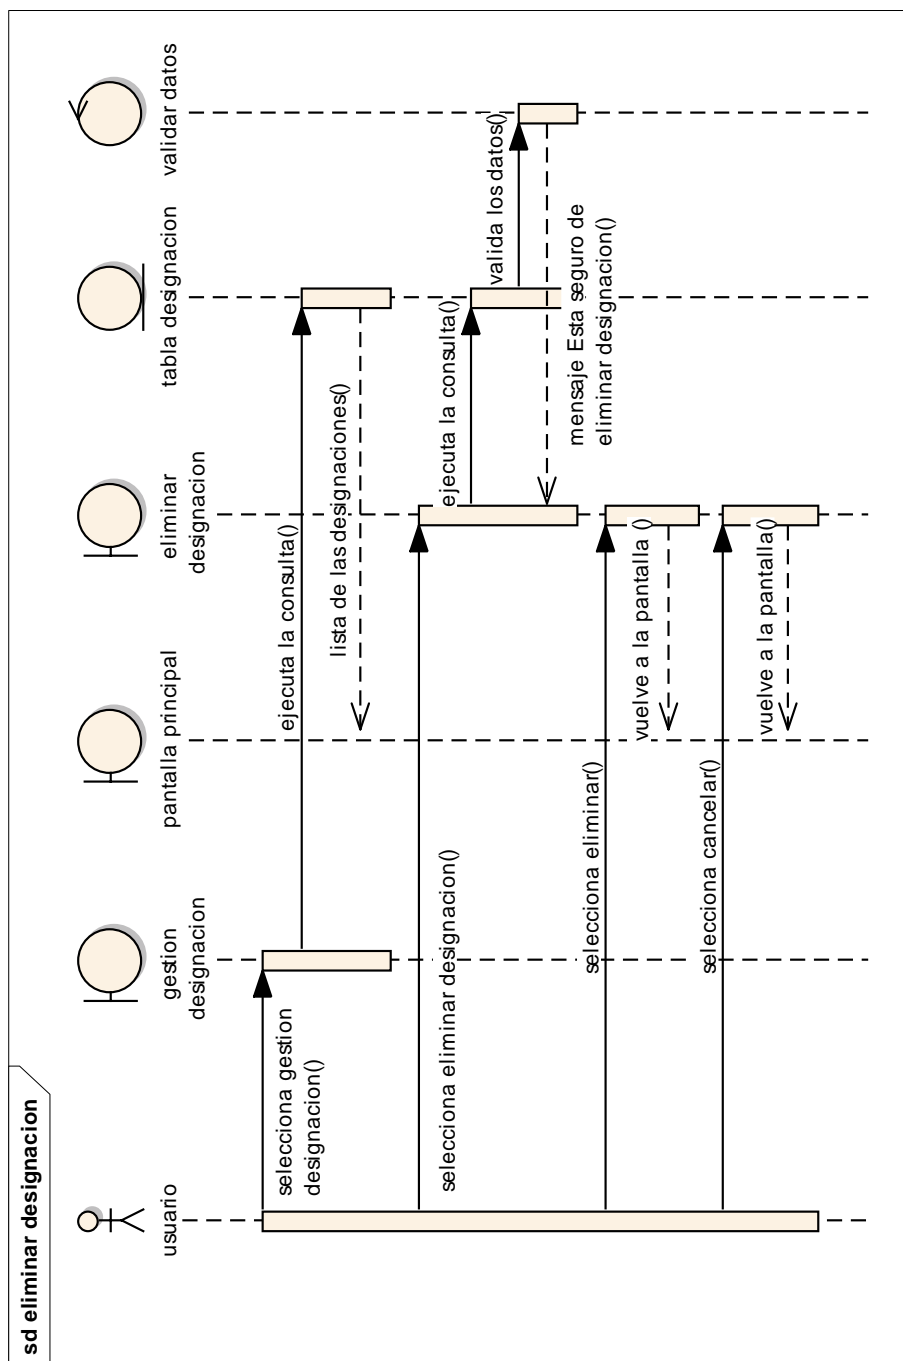 sd eliminar designacion
usuario
gestion
designacion
pantalla principal
eliminar
designacion
tabla designacion
validar datos
selecciona gestion
designacion()
ejecuta la consulta()
lista de las designaciones()
selecciona eliminar designacion()
ejecuta la consulta()
valida los datos()
mensaje Esta seguro de
eliminar designacion()
selecciona eliminar()
vuelve a la pantalla ()
selecciona cancelar()
vuelve a la pantalla()